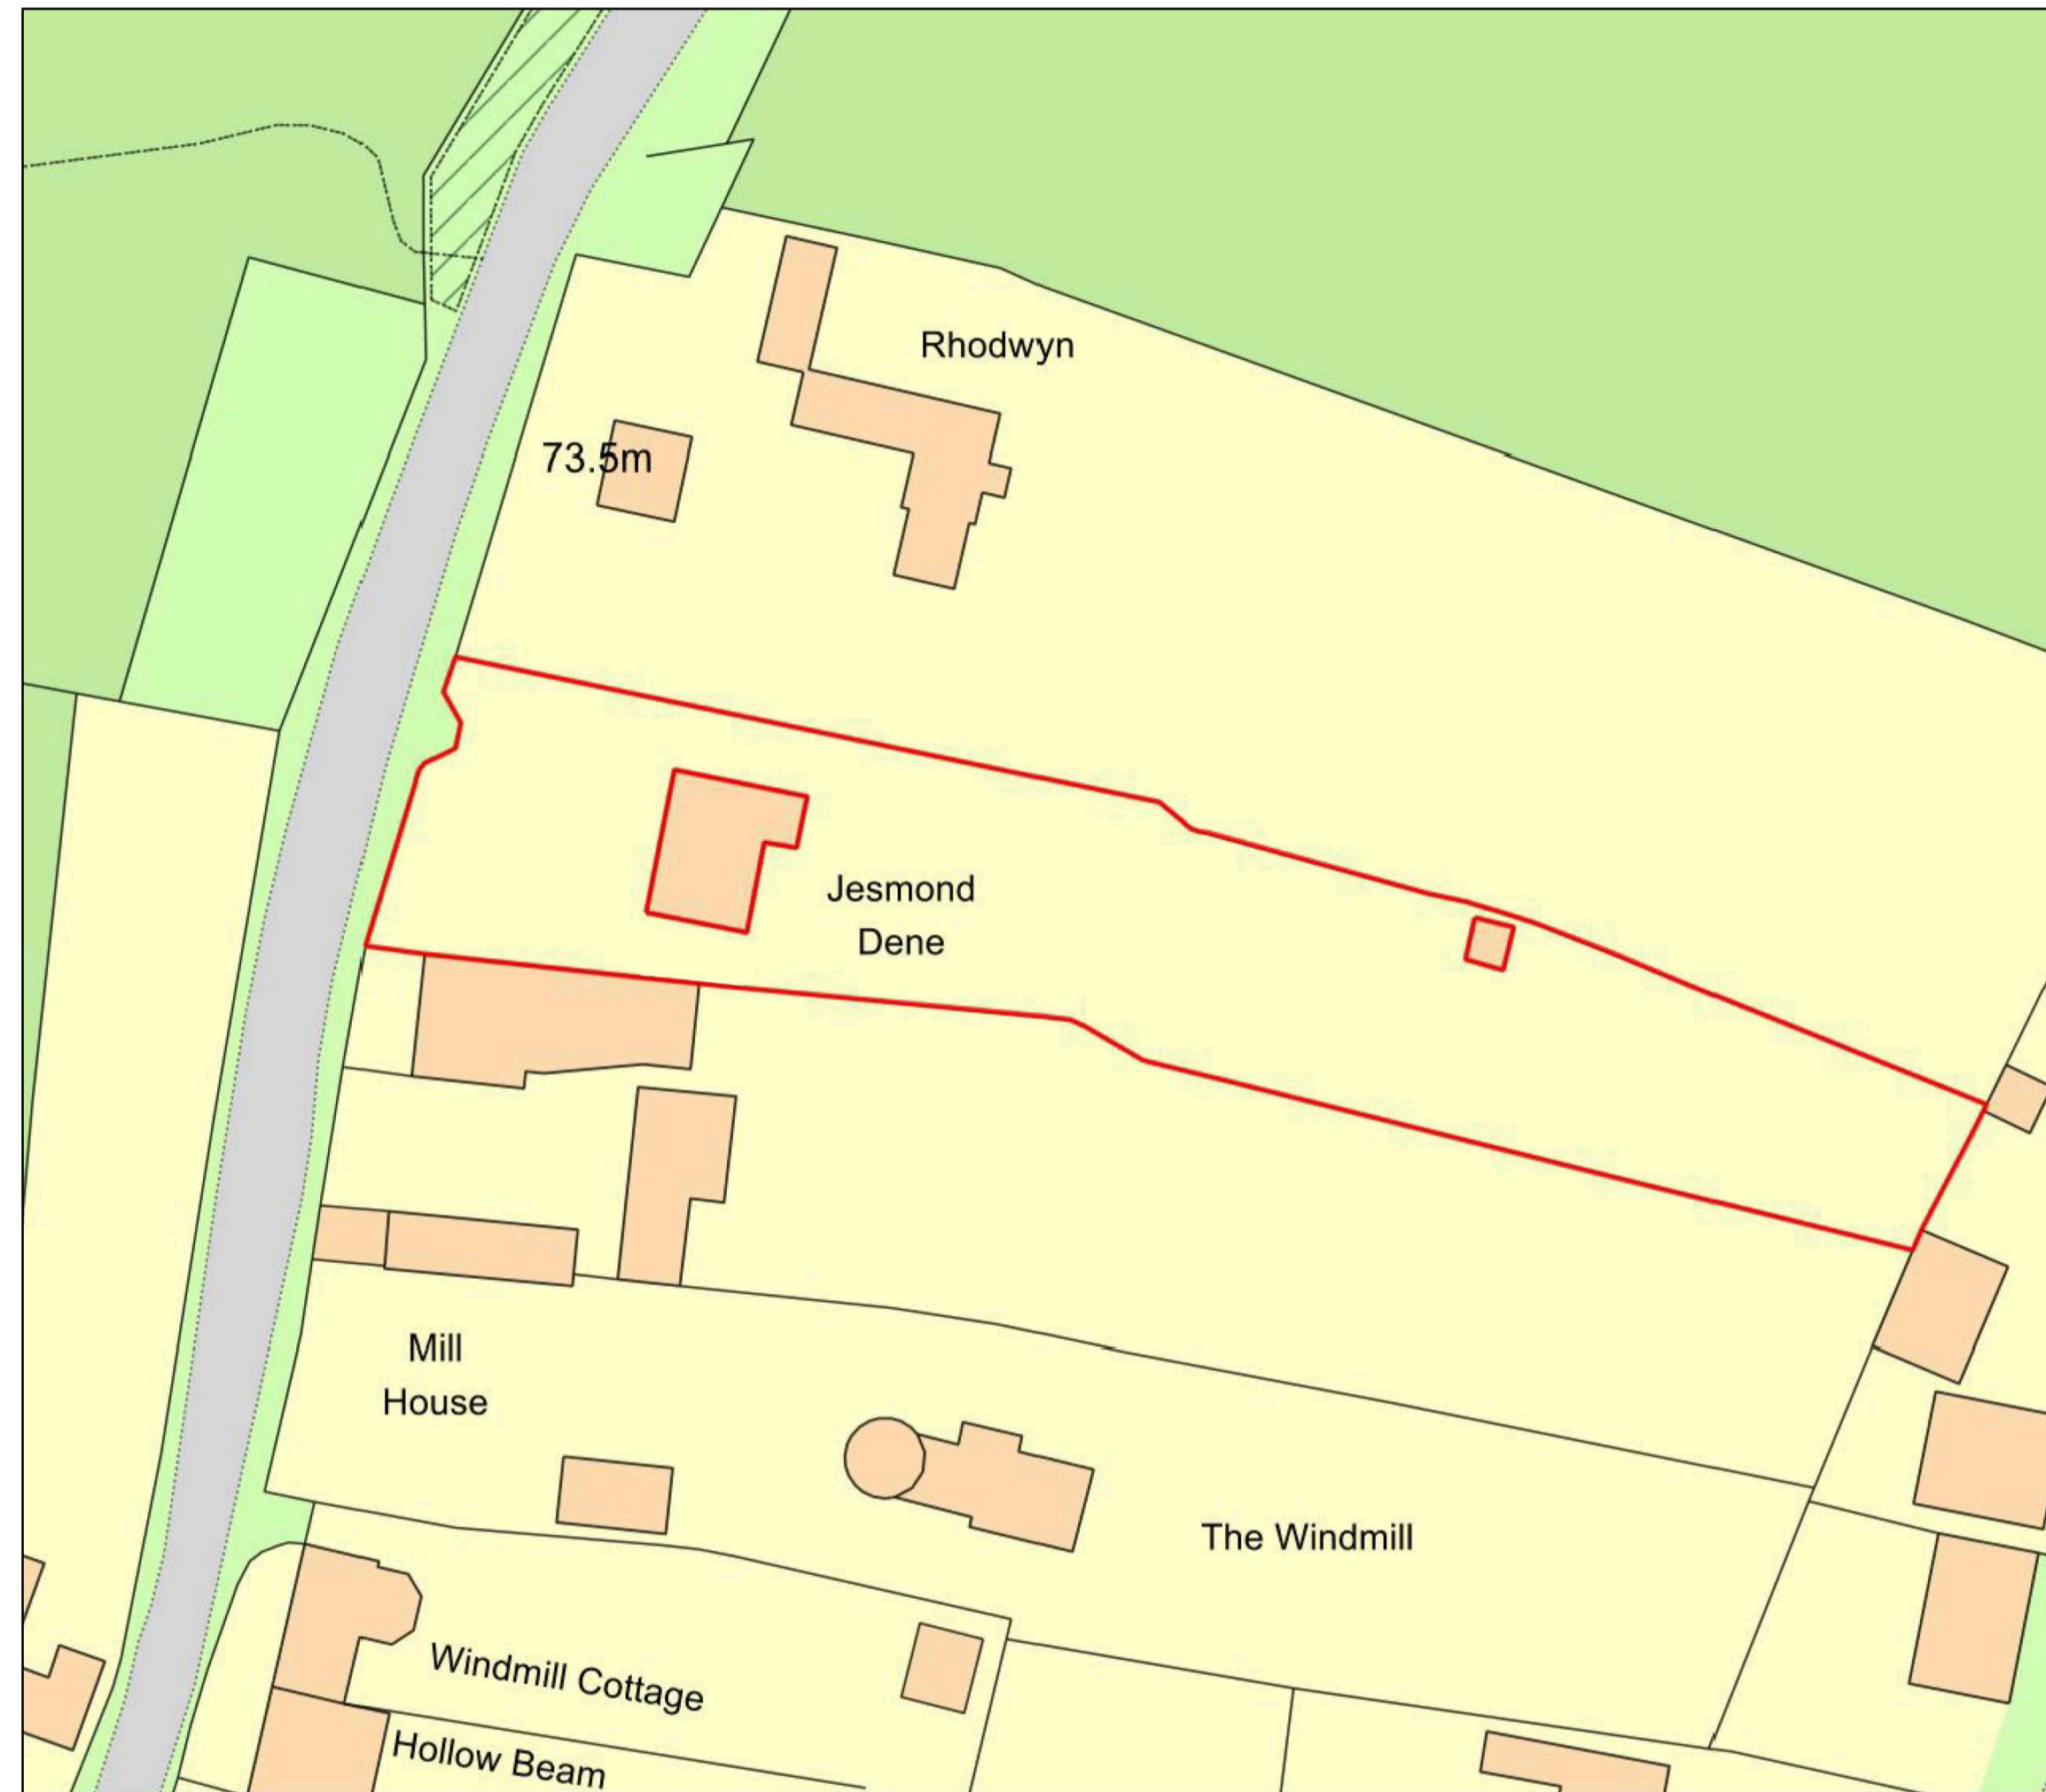 Rhodwyn
73.5m
Jesmond
Dene
Mill
House
The Windmill
Windmill Cottage
Hollow Beam